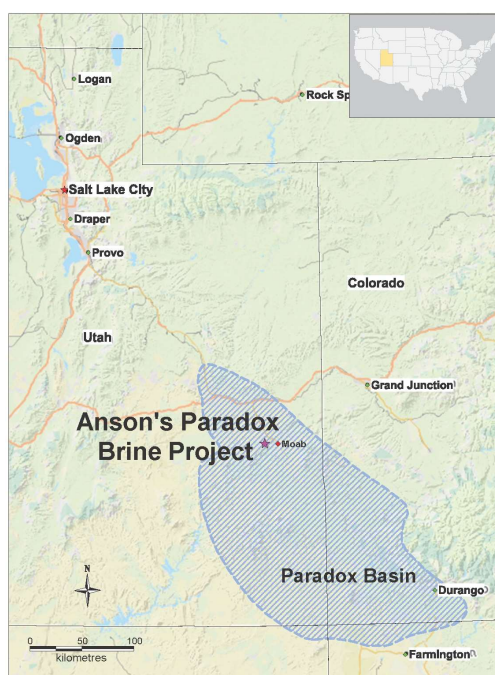 Logan
Rock Sp
Ogden
Salt Lake City
Draper
Provo
Colorado
Utah
Grand Junction
Anson's Paradox
Brine Project
Moab
Paradox Basin
N
Durango
0 50 100
kilometres
Farmington